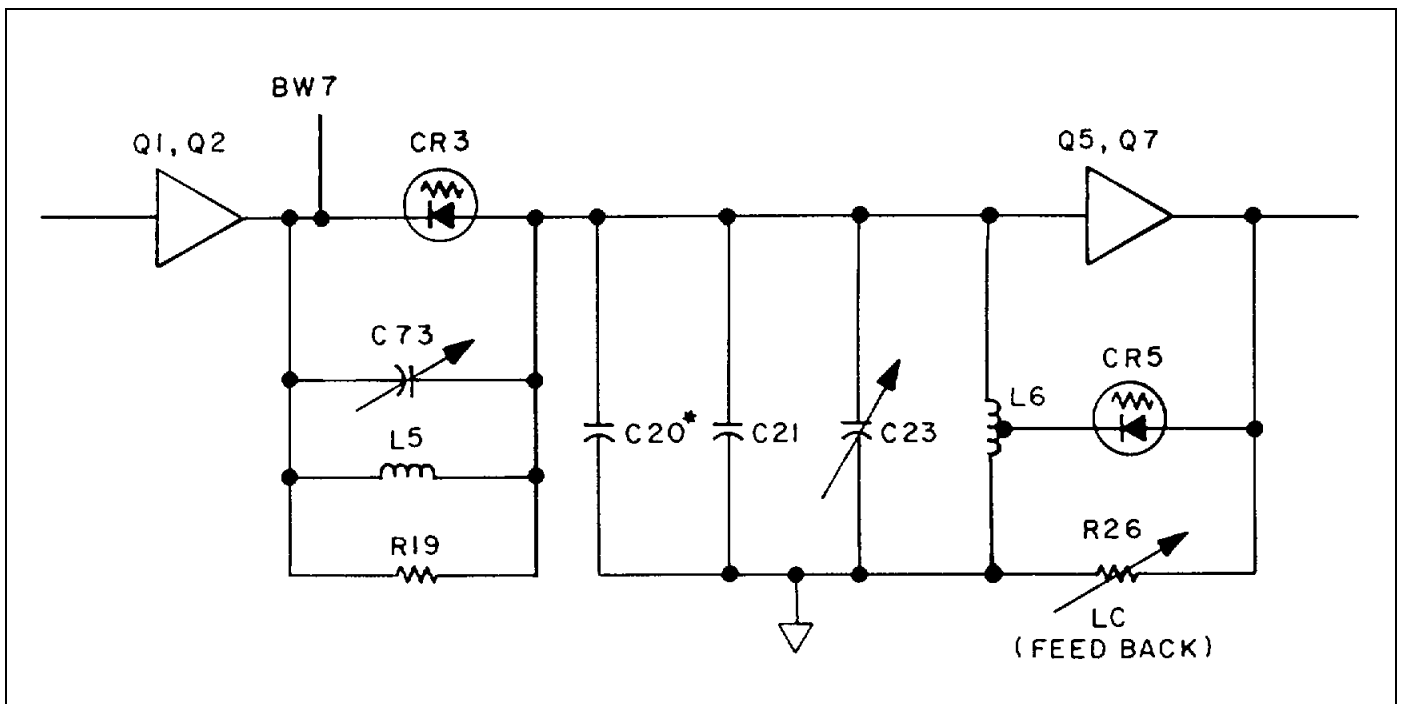 BW7
Q1, Q2
CR3
Q5, Q7
C73
CR5
L6
C20*
C21
C23
L5
R26
R19
LC
(FEED BACK)